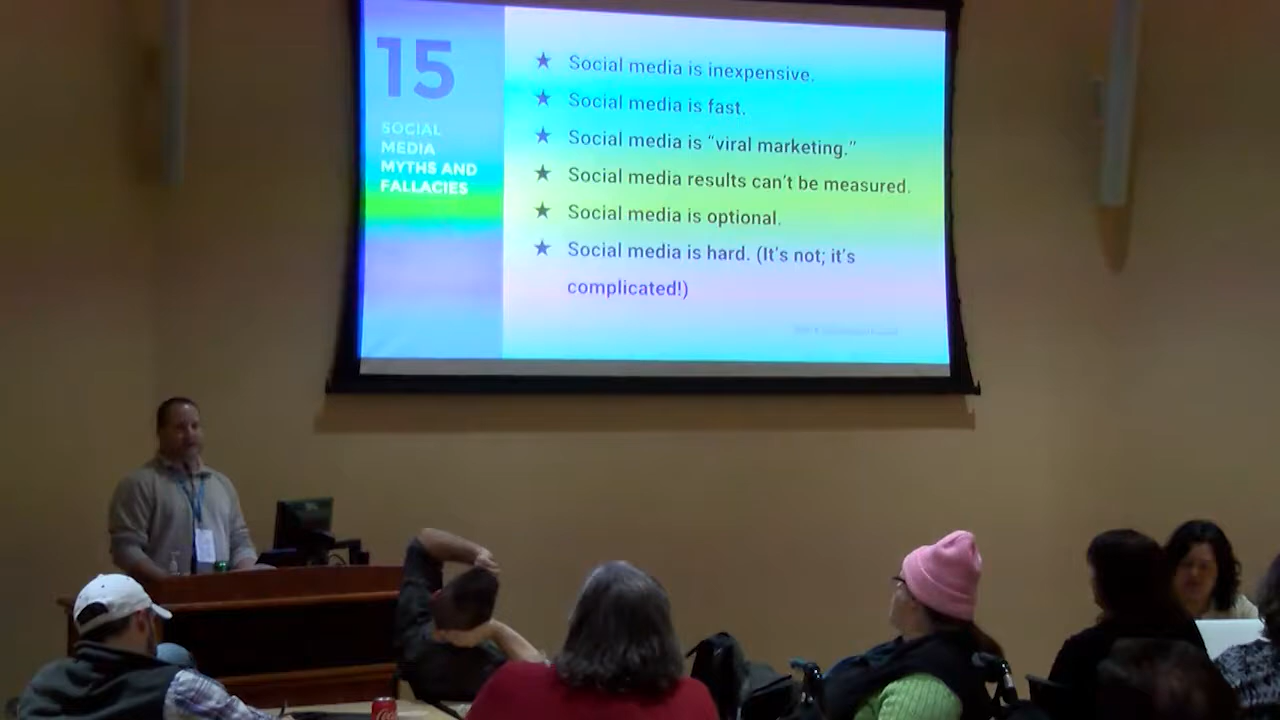 15
SOCIAL
MEDIA
MYTHS AND
FALLACIES
★ Social media is inexpensive.
★ Social media is fast.
★ Social media is “viral marketing.”
★ Social media results can’t be measured.
★ Social media is optional.
★ Social media is hard. (It’s not; it’s
complicated!)